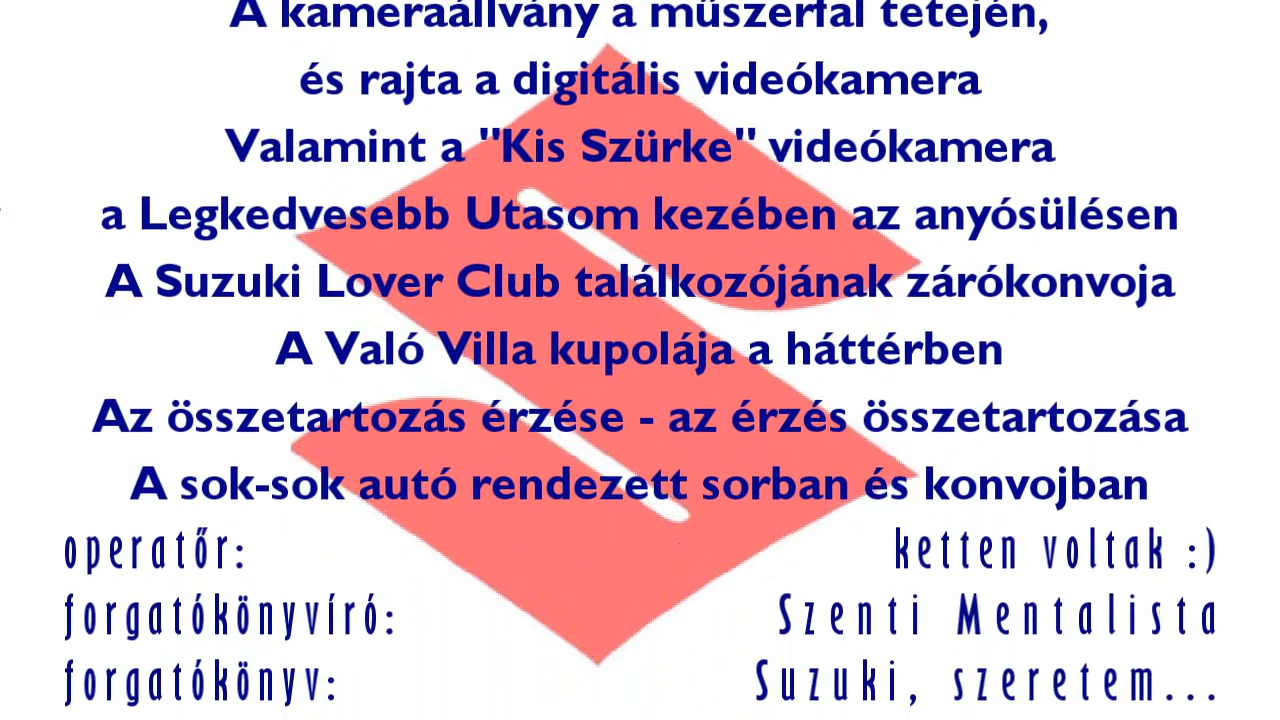 A kameraállvány a műszerfal tetején,
és rajta a digitális videókamera
Valamint a "Kis Szürke" videókamera
a Legkedvesebb Utasom kezében az anyósülésen
A Suzuki Lover Club találkozójának zárókonvoja
A Való Villa kupolája a háttérben
Az összetartozás érzése - az érzés összetartozása
A sok-sok autó rendezett sorban és konvojban
operatőr: ketten voltak :)
forgatókönyvíró: Szenti Mentalista
forgatókönyv: Suzuki, szeretem...